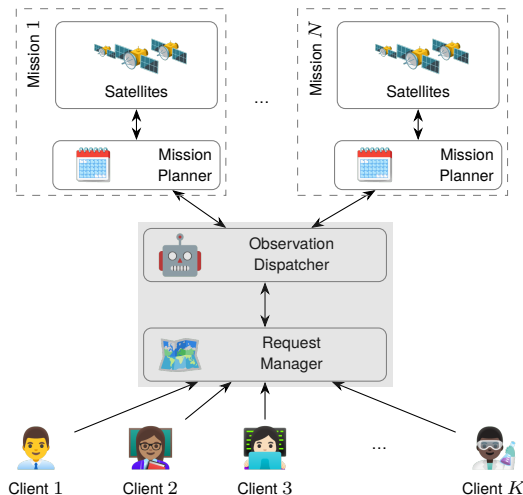 Mission 1
Satellites
Mission
Planner
...
Mission N
Satellites
Mission
Planner
Observation
Dispatcher
Request
Manager
...
Client 1
Client 2
Client 3
Client K